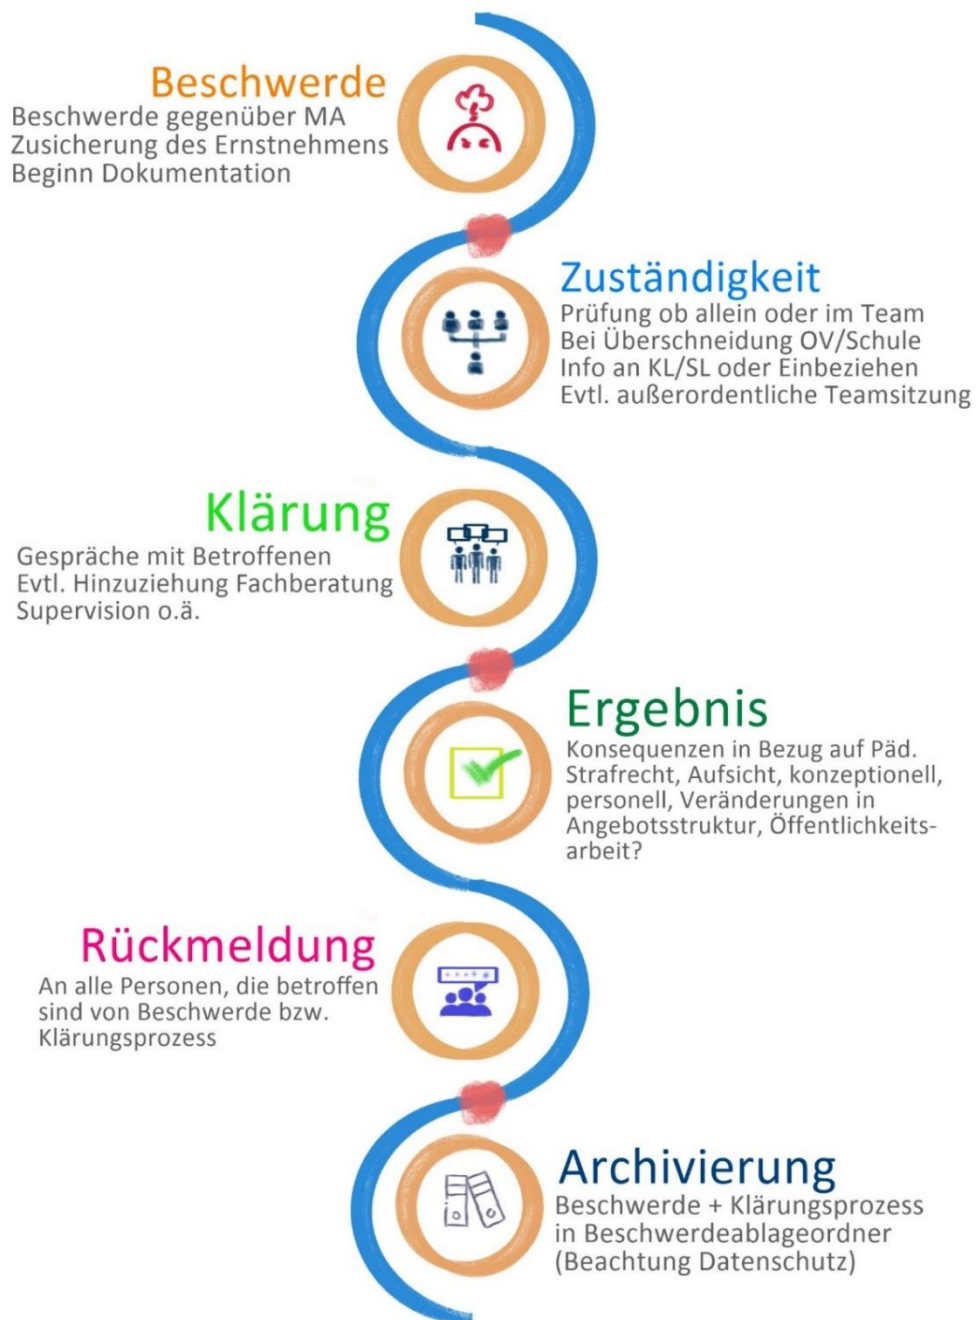 Beschwerde
Beschwerde gegenüber MA
Zusicherung des Ernstnehmens
Beginn Dokumentation
Zuständigkeit
Prüfung ob allein oder im Team
Bei Überschneidung OV/Schule
Info an KL/SL oder Einbeziehen
Evtl. außerordentliche Teamsitzung
Klärung
Gespräche mit Betroffenen
Evtl. Hinzuziehung Fachberatung
Supervision o.ä.
Ergebnis
Konsequenzen in Bezug auf Päd.
Strafrecht, Aufsicht, konzeptionell,
personell, Veränderungen in
Angebotsstruktur, Öffentlichkeits-
arbeit?
Rückmeldung
An alle Personen, die betroffen
sind von Beschwerde bzw.
Klärungsprozess
Archivierung
Beschwerde + Klärungsprozess
in Beschwerdeablageordner
(Beachtung Datenschutz)